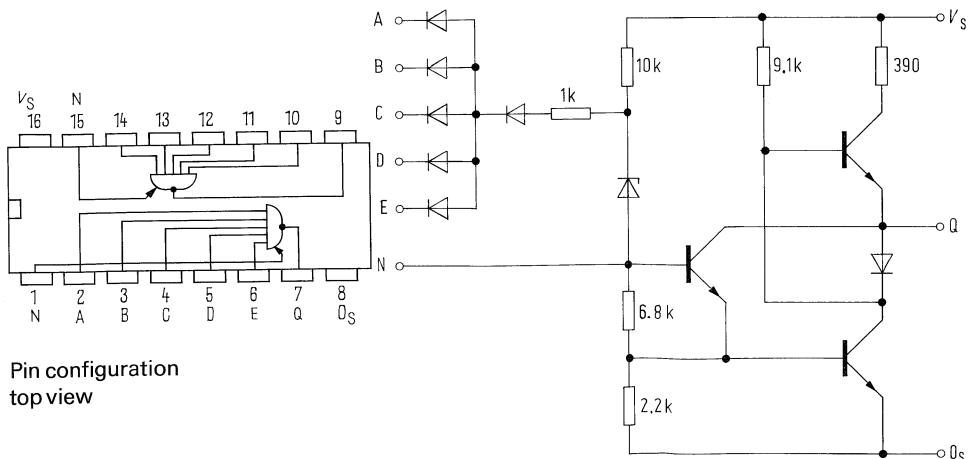 V_S N
16 15 14 13 12 11 10 9
1 2 3 4 5 6 7 8
N A B C D E Q 0_S
Pin configuration
top view
A
B
C
D
E
N
1k
10k
9.1k
390
6.8k
2.2k
V_S
Q
0_S